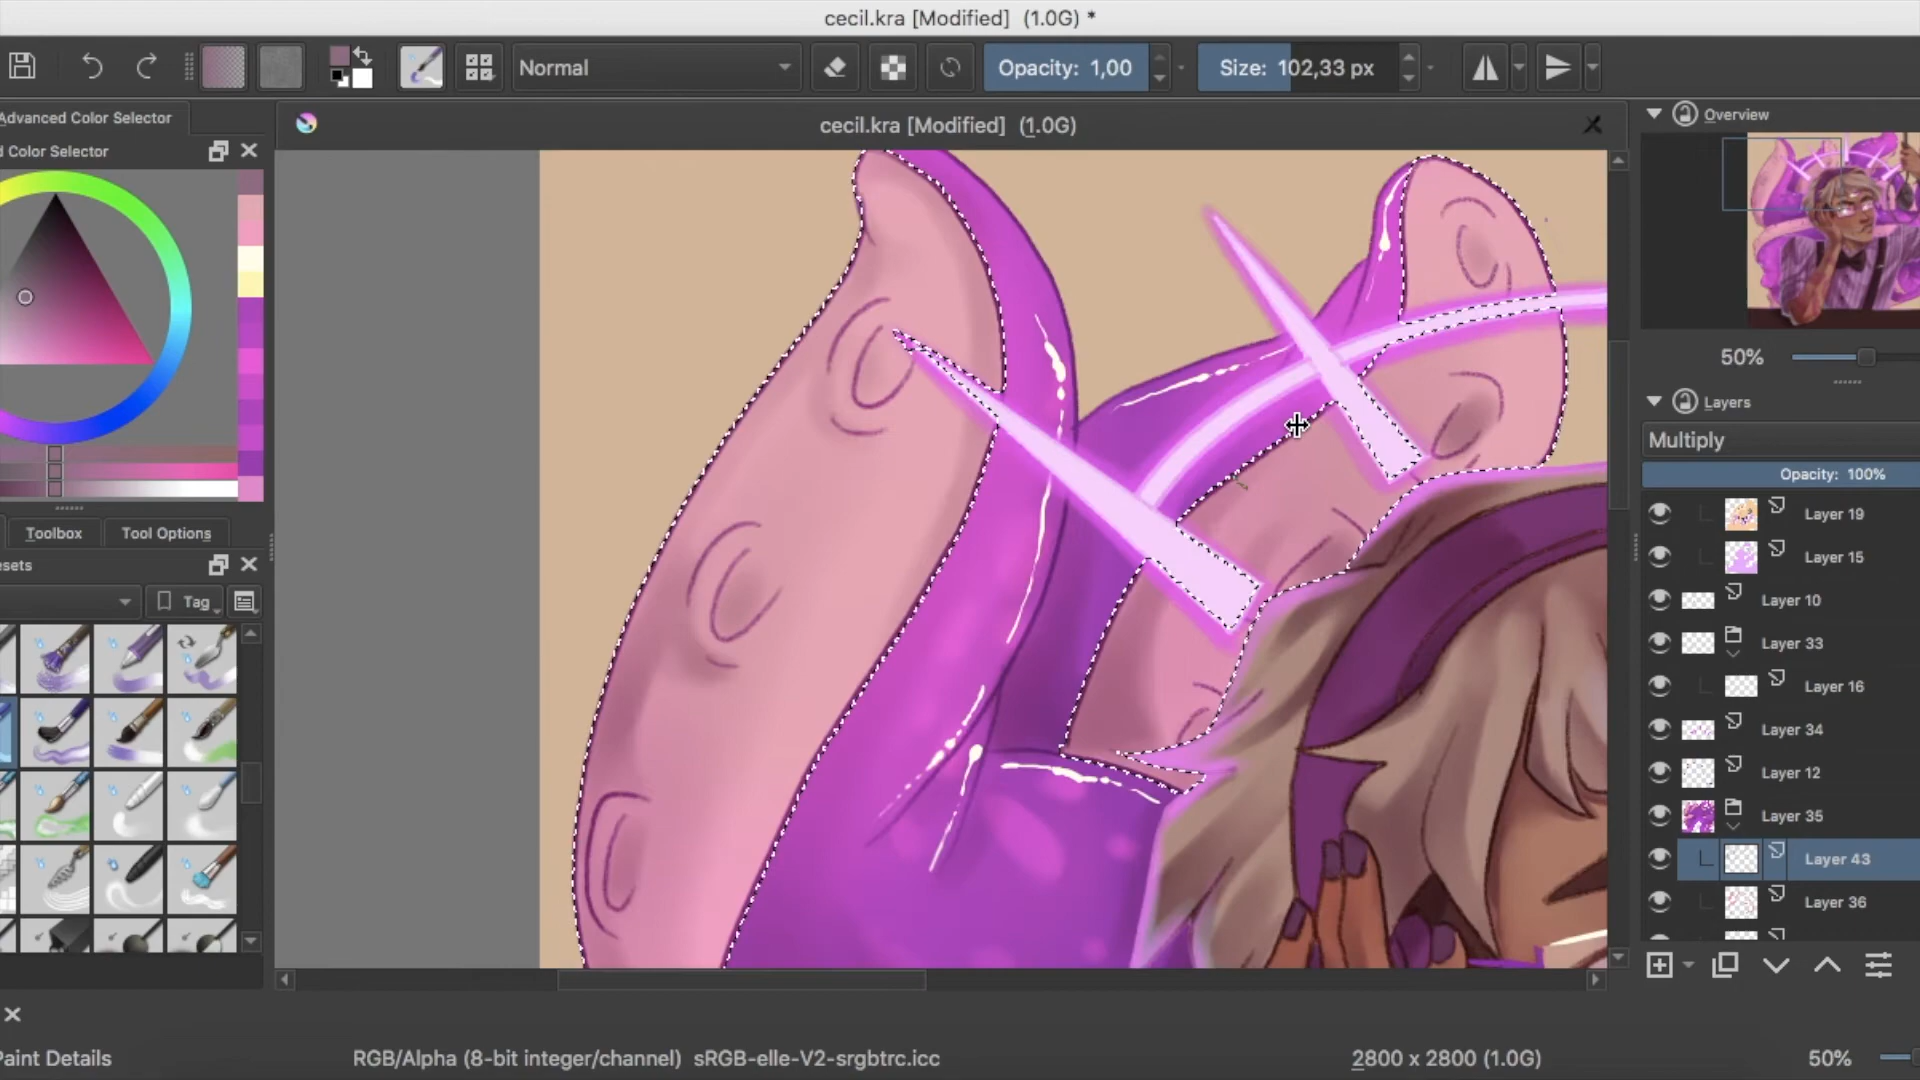 cecil.kra [Modified] (1.0G) *
Normal
Opacity: 1,00
Size: 102,33 px
Advanced Color Selector
cecil.kra [Modified] (1.0G)
Overview
d Color Selector
50%
Layers
Multiply
Opacity: 100%
Layer 19
Toolbox
Tool Options
Layer 15
esets
Tag
Layer 10
Layer 33
Layer 16
Layer 34
Layer 12
Layer 35
Layer 43
Layer 36
Paint Details
RGB/Alpha (8-bit integer/channel) sRGB-elle-V2-srgbtrc.icc
2800 x 2800 (1.0G)
50%